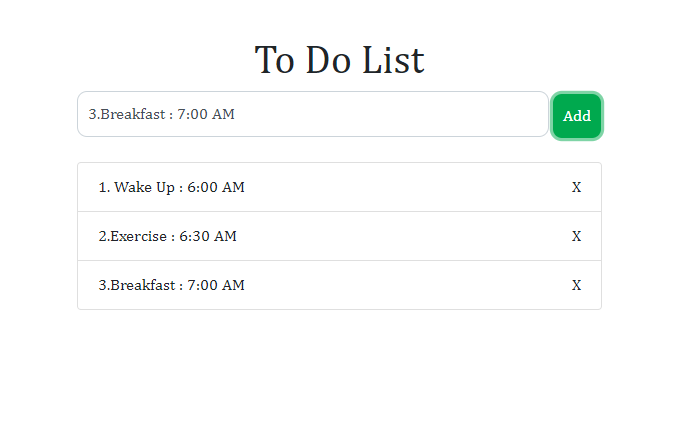 To Do List
3.Breakfast : 7:00 AM
Add
1. Wake Up : 6:00 AM X
2.Exercise : 6:30 AM X
3.Breakfast : 7:00 AM X